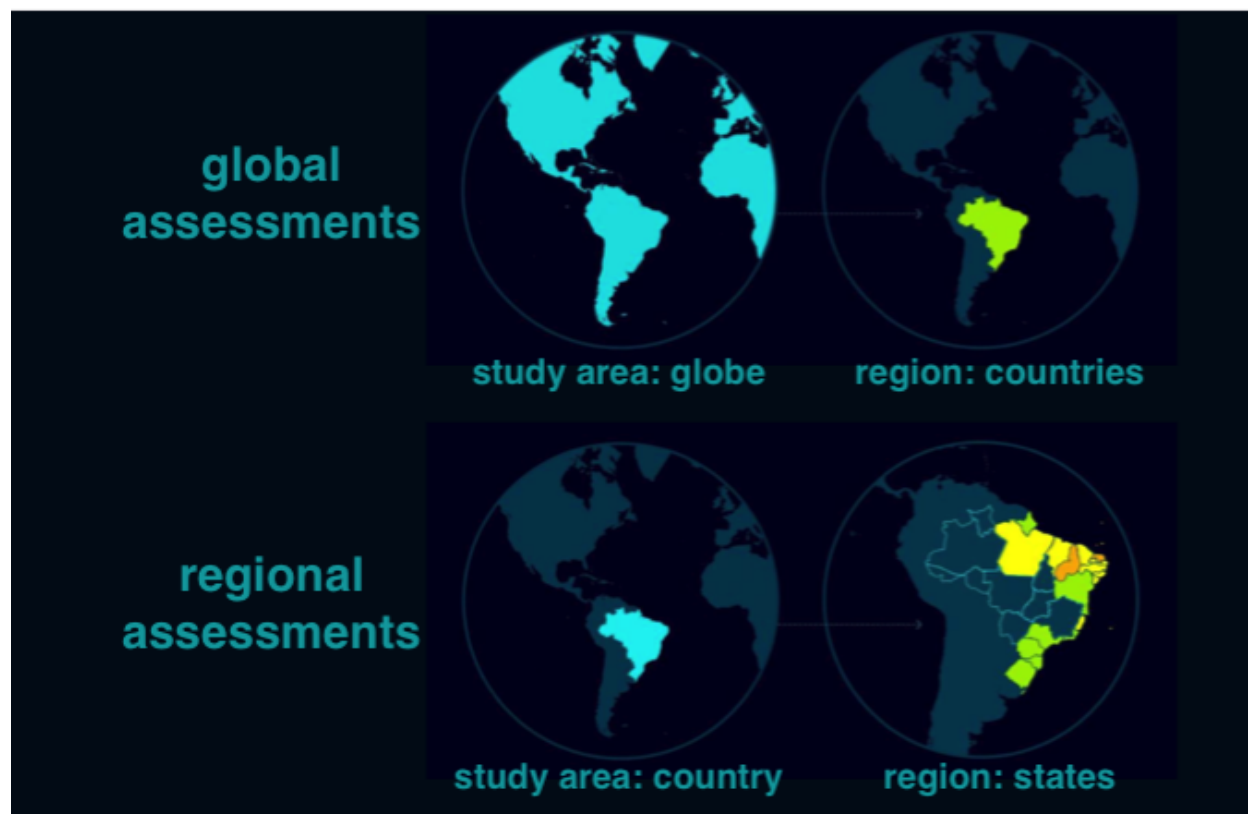 global
assessments
study area: globe
region: countries
regional
assessments
study area: country
region: states